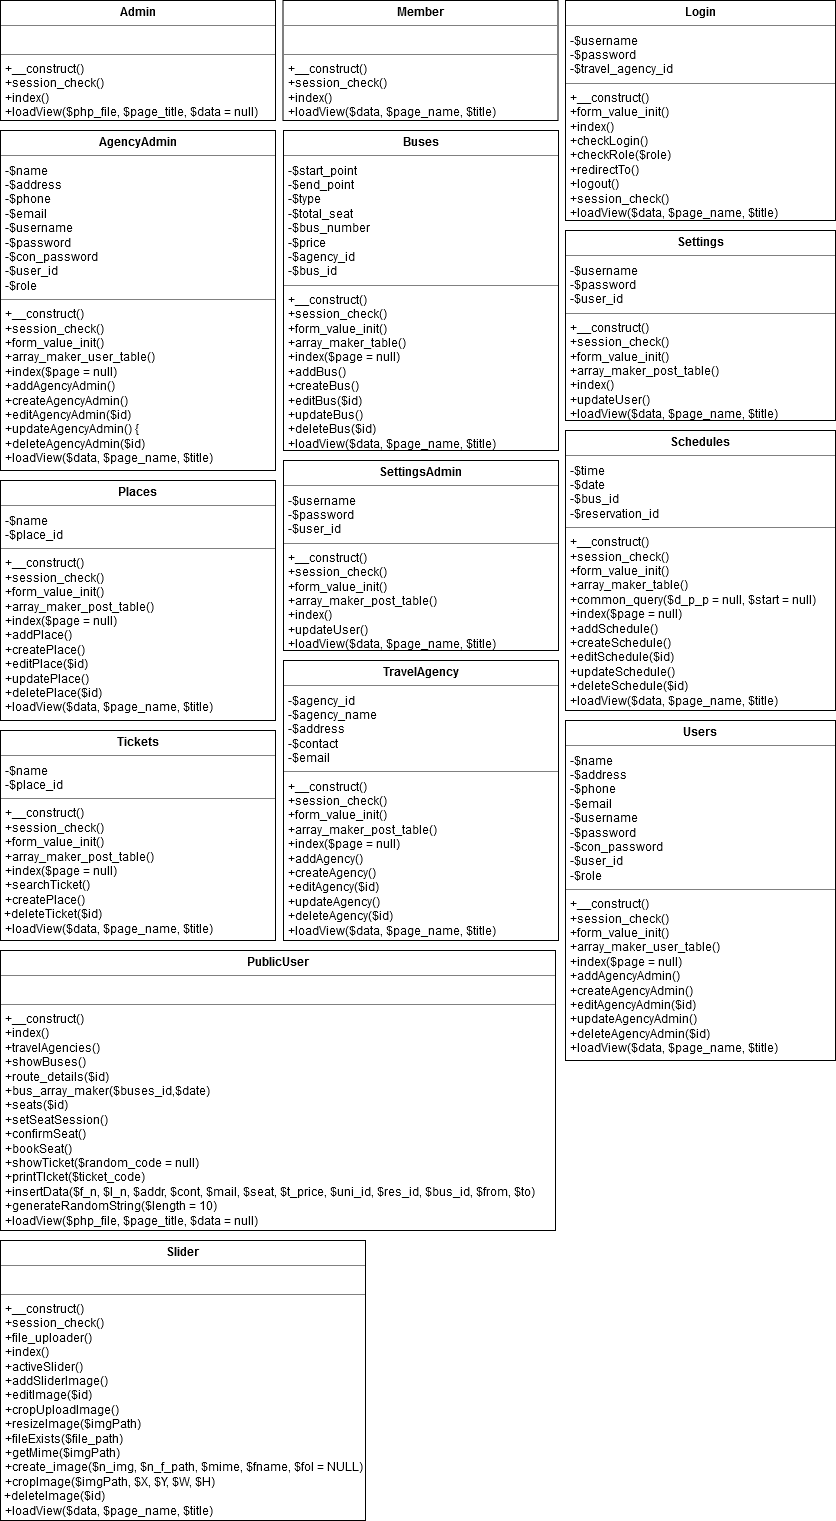 Admin
+__construct()
+session_check()
+index()
+loadView($php_file, $page_title, $data = null)
Member
+__construct()
+session_check()
+index()
+loadView($data, $page_name, $title)
Login
-$username
-$password
-$travel_agency_id
+__construct()
+form_value_init()
+index()
+checkLogin()
+checkRole($role)
+redirectTo()
+logout()
+session_check()
+loadView($data, $page_name, $title)
AgencyAdmin
-$name
-$address
-$phone
-$email
-$username
-$password
-$con_password
-$user_id
-$role
+__construct()
+session_check()
+form_value_init()
+array_maker_user_table()
+index($page = null)
+addAgencyAdmin()
+createAgencyAdmin()
+editAgencyAdmin($id)
+updateAgencyAdmin() {
+deleteAgencyAdmin($id)
+loadView($data, $page_name, $title)
Buses
-$start_point
-$end_point
-$type
-$total_seat
-$bus_number
-$price
-$agency_id
-$bus_id
+__construct()
+session_check()
+form_value_init()
+array_maker_table()
+index($page = null)
+addBus()
+createBus()
+editBus($id)
+updateBus()
+deleteBus($id)
+loadView($data, $page_name, $title)
Settings
-$username
-$password
-$user_id
+__construct()
+session_check()
+form_value_init()
+array_maker_post_table()
+index()
+updateUser()
+loadView($data, $page_name, $title)
Places
-$name
-$place_id
+__construct()
+session_check()
+form_value_init()
+array_maker_post_table()
+index($page = null)
+addPlace()
+createPlace()
+editPlace($id)
+updatePlace()
+deletePlace($id)
+loadView($data, $page_name, $title)
SettingsAdmin
-$username
-$password
-$user_id
+__construct()
+session_check()
+form_value_init()
+array_maker_post_table()
+index()
+updateUser()
+loadView($data, $page_name, $title)
Schedules
-$time
-$date
-$bus_id
-$reservation_id
+__construct()
+session_check()
+form_value_init()
+array_maker_table()
+common_query($d_p_p = null, $start = null)
+index($page = null)
+addSchedule()
+createSchedule()
+editSchedule($id)
+updateSchedule()
+deleteSchedule($id)
+loadView($data, $page_name, $title)
Tickets
-$name
-$place_id
+__construct()
+session_check()
+form_value_init()
+array_maker_post_table()
+index($page = null)
+searchTicket()
+createPlace()
+deleteTicket($id)
+loadView($data, $page_name, $title)
TravelAgency
-$agency_id
-$agency_name
-$address
-$contact
-$email
+__construct()
+session_check()
+form_value_init()
+array_maker_post_table()
+index($page = null)
+addAgency()
+createAgency()
+editAgency($id)
+updateAgency()
+deleteAgency($id)
+loadView($data, $page_name, $title)
Users
-$name
-$address
-$phone
-$email
-$username
-$password
-$con_password
-$user_id
-$role
+__construct()
+session_check()
+form_value_init()
+array_maker_user_table()
+index($page = null)
+addAgencyAdmin()
+createAgencyAdmin()
+editAgencyAdmin($id)
+updateAgencyAdmin()
+deleteAgencyAdmin($id)
+loadView($data, $page_name, $title)
PublicUser
+__construct()
+index()
+travelAgencies()
+showBuses()
+route_details($id)
+bus_array_maker($buses_id,$date)
+seats($id)
+setSeatSession()
+confirmSeat()
+bookSeat()
+showTicket($random_code = null)
+printTIcket($ticket_code)
+insertData($f_n, $l_n, $addr, $cont, $mail, $seat, $t_price, $uni_id, $res_id, $bus_id, $from, $to)
+generateRandomString($length = 10)
+loadView($php_file, $page_title, $data = null)
Slider
+__construct()
+session_check()
+file_uploader()
+index()
+activeSlider()
+addSliderImage()
+editImage($id)
+cropUploadImage()
+resizeImage($imgPath)
+fileExists($file_path)
+getMime($imgPath)
+create_image($n_img, $n_f_path, $mime, $fname, $fol = NULL)
+cropImage($imgPath, $X, $Y, $W, $H)
+deleteImage($id)
+loadView($data, $page_name, $title)